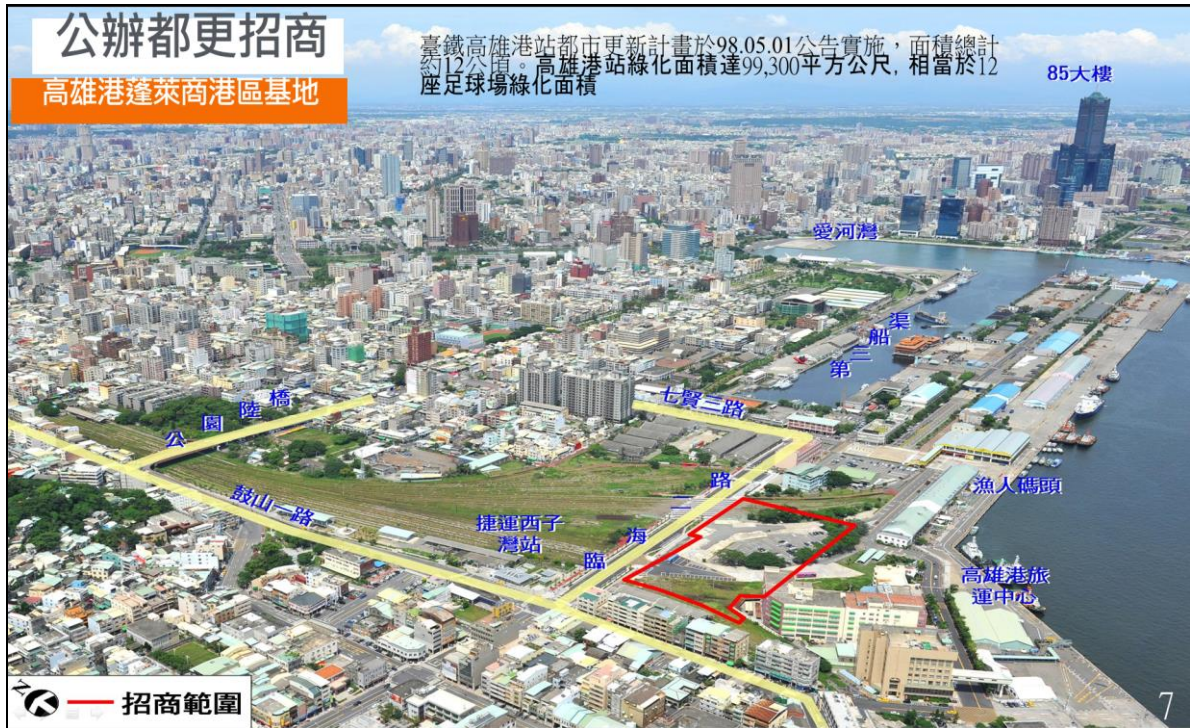 公辦都更招商
高雄港蓬萊商港區基地
臺鐵高雄港站都市更新計畫於98.05.01公告實施，面積總計
約12公頃。高雄港站綠化面積達99,300平方公尺, 相當於12
座足球場綠化面積
85大樓
愛河灣
第三船渠
七賢三路
公園陸橋
鼓山一路
捷運西子
灣站
臨海二路
漁人碼頭
高雄港旅
運中心
N
招商範圍
7